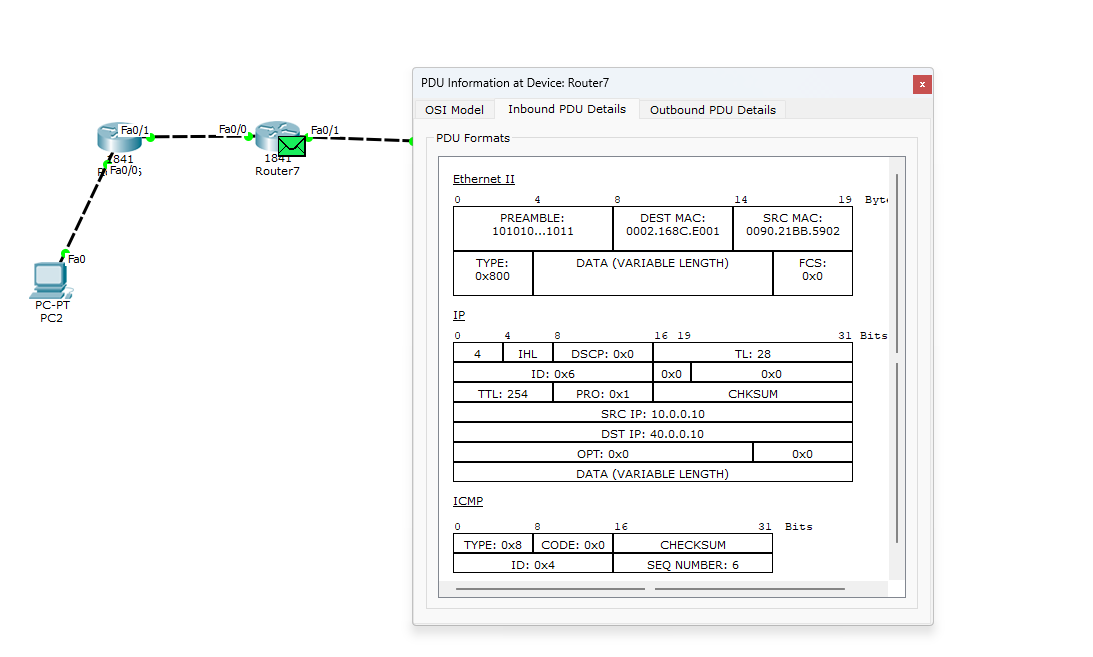 PDU Information at Device: Router7
x
OSI Model Inbound PDU Details Outbound PDU Details
PDU Formats
Ethernet II
0 4 8 14 19
PREAMBLE: DEST MAC: SRC MAC:
101010...1011 0002.168C.E001 0090.21BB.5902
TYPE: DATA (VARIABLE LENGTH) FCS:
0x800 0x0
IP
0 4 8 16 19 31 Bits
4 IHL DSCP: 0x0 TL: 28
ID: 0x6 0x0 0x0
TTL: 254 PRO: 0x1 CHKSUM
SRC IP: 10.0.0.10
DST IP: 40.0.0.10
OPT: 0x0 0x0
DATA (VARIABLE LENGTH)
ICMP
0 8 16 31 Bits
TYPE: 0x8 CODE: 0x0 CHECKSUM
ID: 0x4 SEQ NUMBER: 6
Fa0/1 Fa0/0 Fa0/1
1841
Fa0/0
1841
Router7
Fa0
PC-PT
PC2